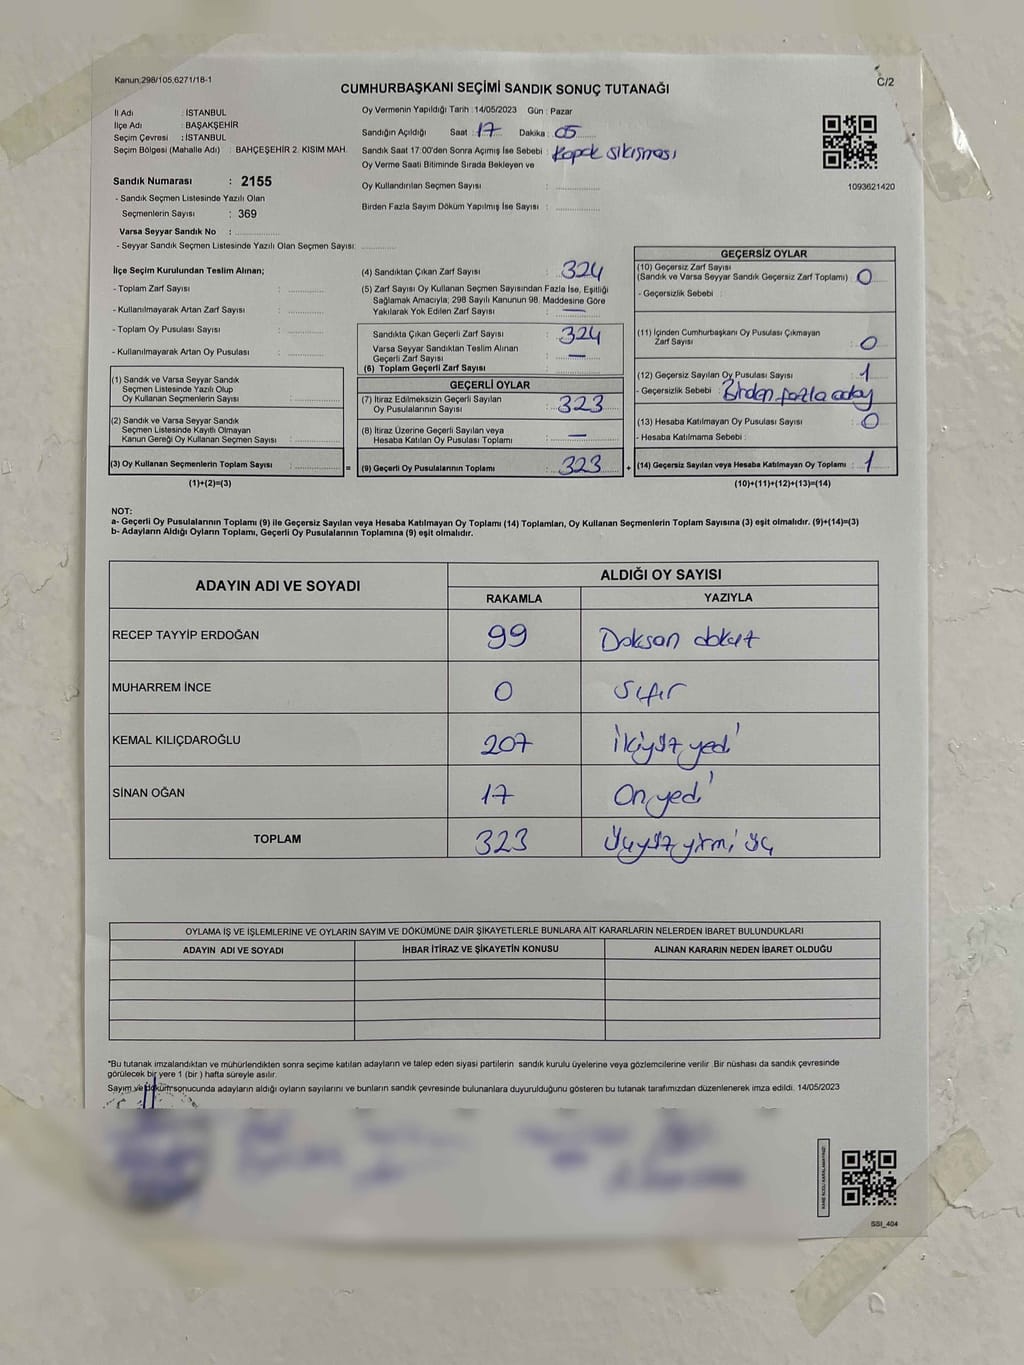 Kanun,298/105,6271/18-1
C/2
CUMHURBAŞKANI SEÇİMİ SANDIK SONUÇ TUTANAĞI
İl Adı : İSTANBUL
İlçe Adı : BAŞAKŞEHİR
Seçim Çevresi : İSTANBUL
Seçim Bölgesi (Mahalle Adı) : BAHÇEŞEHİR 2. KISIM MAH.
Sandık Numarası : 2155
- Sandık Seçmen Listesinde Yazılı Olan
Seçmenlerin Sayısı : 369
Varsa Seyyar Sandık No :
- Seyyar Sandık Seçmen Listesinde Yazılı Olan Seçmen Sayısı:
Oy Vermenin Yapıldığı Tarih : 14/05/2023 Gün : Pazar
Sandığın Açıldığı Saat : 17 Dakika : 05
Sandık Saat 17:00'den Sonra Açımış İse Sebebi : Kapak sıkışması
Oy Verme Saati Bitiminde Sırada Bekleyen ve
Oy Kullandırılan Seçmen Sayısı :
Birden Fazla Sayım Döküm Yapılmış İse Sayısı :
1093621420
İlçe Seçim Kurulundan Teslim Alınan;
- Toplam Zarf Sayısı :
- Kullanılmayarak Artan Zarf Sayısı :
- Toplam Oy Pusulası Sayısı :
- Kullanılmayarak Artan Oy Pusulası :
(1) Sandık ve Varsa Seyyar Sandık
Seçmen Listesinde Yazılı Olup
Oy Kullanan Seçmenlerin Sayısı :
(2) Sandık ve Varsa Seyyar Sandık
Seçmen Listesinde Kayıtlı Olmayan
Kanun Gereği Oy Kullanan Seçmen Sayısı :
(3) Oy Kullanan Seçmenlerin Toplam Sayısı :
(1)+(2)=(3)
(4) Sandıktan Çıkan Zarf Sayısı : 324
(5) Zarf Sayısı Oy Kullanan Seçmen Sayısından Fazla İse, Eşitliği
Sağlamak Amacıyla; 298 Sayılı Kanunun 98. Maddesine Göre
Yakılarak Yok Edilen Zarf Sayısı : —
Sandıkta Çıkan Geçerli Zarf Sayısı : 324
Varsa Seyyar Sandıktan Teslim Alınan
Geçerli Zarf Sayısı : —
(6) Toplam Geçerli Zarf Sayısı :
GEÇERLİ OYLAR
(7) İtiraz Edilmeksizin Geçerli Sayılan
Oy Pusulalarının Sayısı : 323
(8) İtiraz Üzerine Geçerli Sayılan veya
Hesaba Katılan Oy Pusulası Toplamı : —
= (9) Geçerli Oy Pusulalarının Toplamı : 323 +
GEÇERSİZ OYLAR
(10) Geçersiz Zarf Sayısı
(Sandık ve Varsa Seyyar Sandık Geçersiz Zarf Toplamı) : 0
- Geçersizlik Sebebi :
(11) İçinden Cumhurbaşkanı Oy Pusulası Çıkmayan
Zarf Sayısı : 0
(12) Geçersiz Sayılan Oy Pusulası Sayısı : 1
- Geçersizlik Sebebi : Birden fazla aday
(13) Hesaba Katılmayan Oy Pusulası Sayısı : 0
- Hesaba Katılmama Sebebi :
(14) Geçersiz Sayılan veya Hesaba Katılmayan Oy Toplamı : 1
(10)+(11)+(12)+(13)=(14)
NOT:
a- Geçerli Oy Pusulalarının Toplamı (9) ile Geçersiz Sayılan veya Hesaba Katılmayan Oy Toplamı (14) Toplamları, Oy Kullanan Seçmenlerin Toplam Sayısına (3) eşit olmalıdır. (9)+(14)=(3)
b- Adayların Aldığı Oyların Toplamı, Geçerli Oy Pusulalarının Toplamına (9) eşit olmalıdır.
ADAYIN ADI VE SOYADI
ALDIĞI OY SAYISI
RAKAMLA YAZIYLA
RECEP TAYYİP ERDOĞAN 99 Doksan dokuz
MUHARREM İNCE 0 Sıfır
KEMAL KILIÇDAROĞLU 207 İkiyüz yedi
SİNAN OĞAN 17 Onyedi
TOPLAM 323 Üçyüz yirmi üç
OYLAMA İŞ VE İŞLEMLERİNE VE OYLARIN SAYIM VE DÖKÜMÜNE DAİR ŞİKAYETLERLE BUNLARA AİT KARARLARIN NELERDEN İBARET BULUNDUKLARI
ADAYIN ADI VE SOYADI İHBAR İTİRAZ VE ŞİKAYETİN KONUSU ALINAN KARARIN NEDEN İBARET OLDUĞU
*Bu tutanak imzalandıktan ve mühürlendikten sonra seçime katılan adayların ve talep eden siyasi partilerin sandık kurulu üyelerine veya gözlemcilerine verilir .Bir nüshası da sandık çevresinde
görülecek bir yere 1 (bir ) hafta süreyle asılır.
Sayım ve döküm sonucunda adayların aldığı oyların sayılarını ve bunların sandık çevresinde bulunanlara duyurulduğunu gösteren bu tutanak tarafımızdan düzenlenerek imza edildi. 14/05/2023
SSI_404